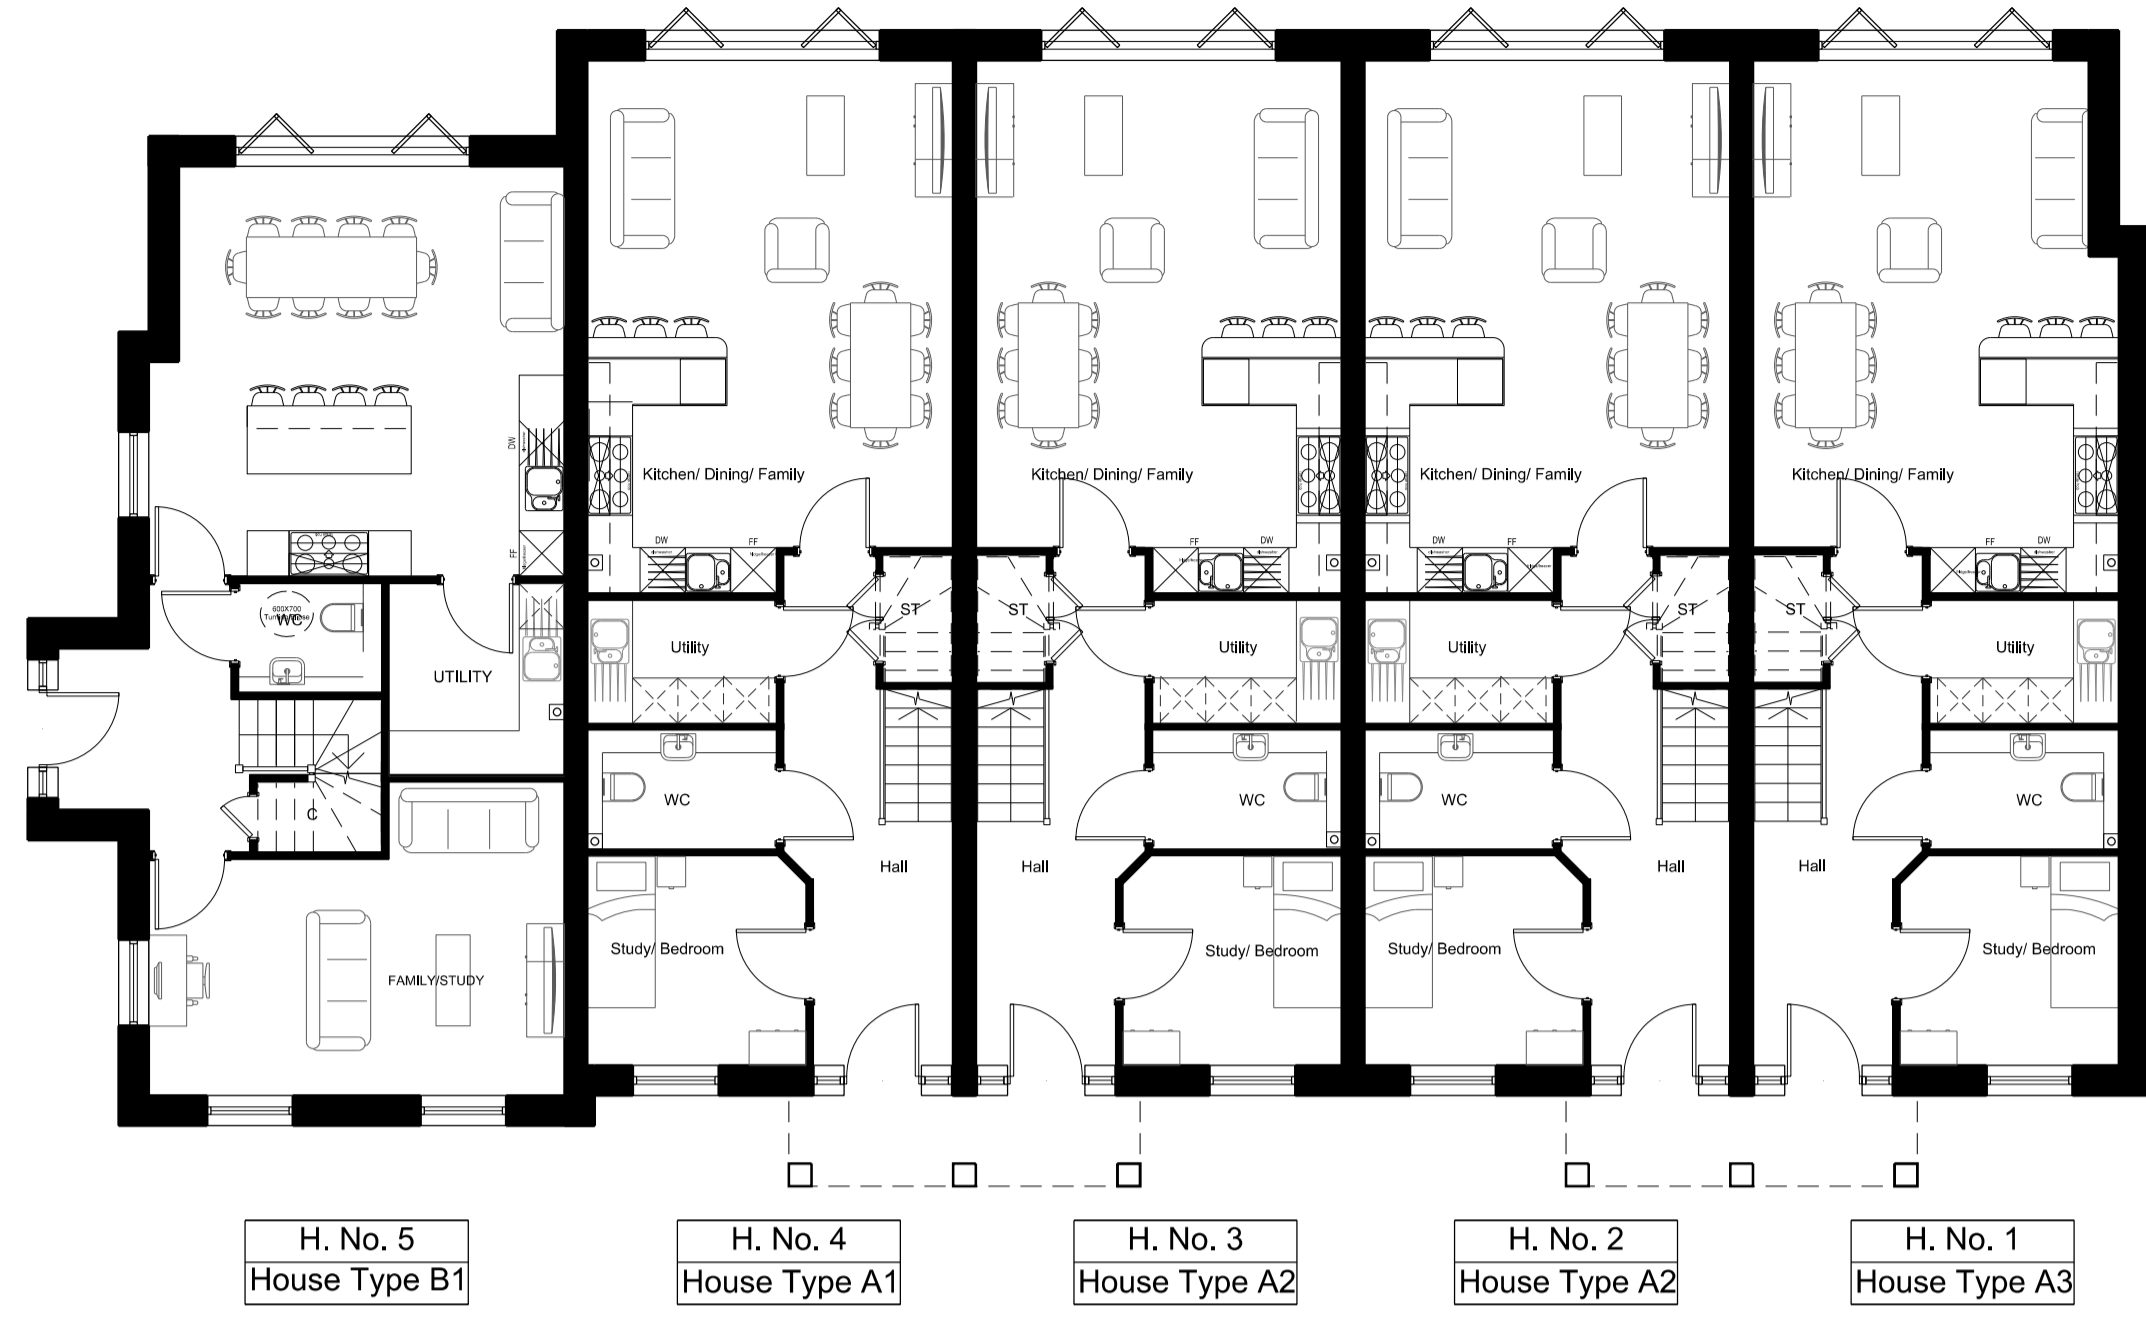 Kitchen/ Dining/ Family
Kitchen/ Dining/ Family
Kitchen/ Dining/ Family
Kitchen/ Dining/ Family
DW
FF
DW
FF
FF
DW
DW
FF
FF
DW
600X700
WC
UTILITY
C
FAMILY/STUDY
ST
ST
ST
ST
Utility
Utility
Utility
Utility
WC
WC
WC
WC
Hall
Hall
Hall
Hall
Study/ Bedroom
Study/ Bedroom
Study/ Bedroom
Study/ Bedroom
H. No. 5
House Type B1
H. No. 4
House Type A1
H. No. 3
House Type A2
H. No. 2
House Type A2
H. No. 1
House Type A3